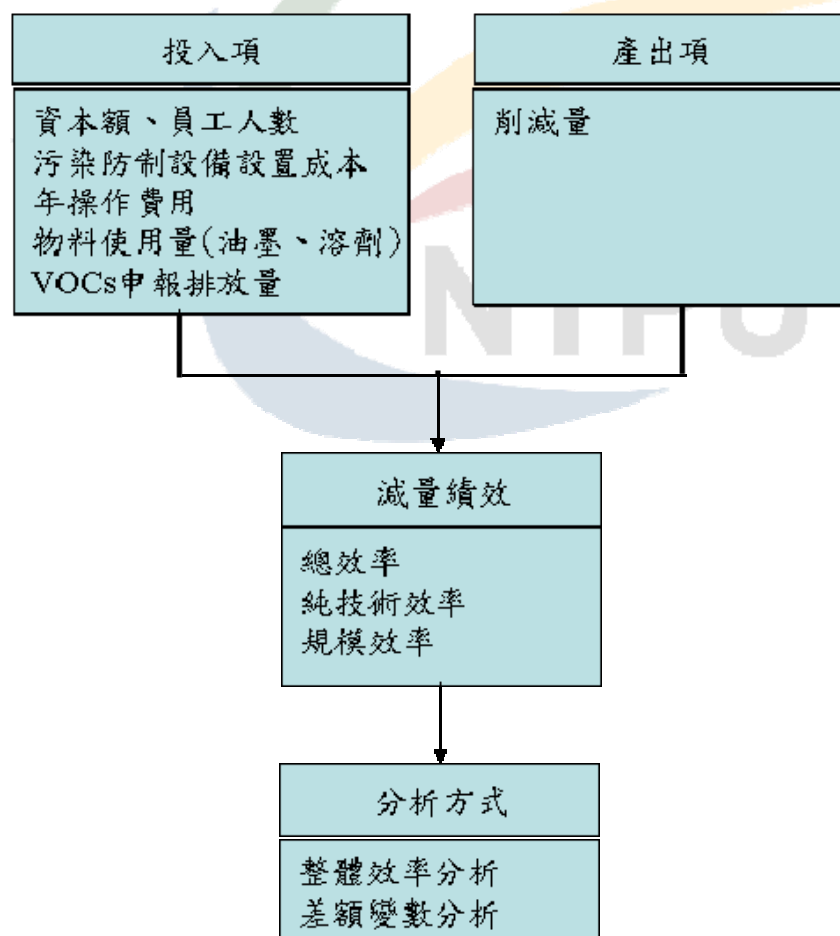 投入項
資本額、員工人數
污染防制設備設置成本
年操作費用
物料使用量(油墨、溶劑)
VOCs申報排放量
產出項
削減量
NTPU
減量績效
總效率
純技術效率
規模效率
分析方式
整體效率分析
差額變數分析